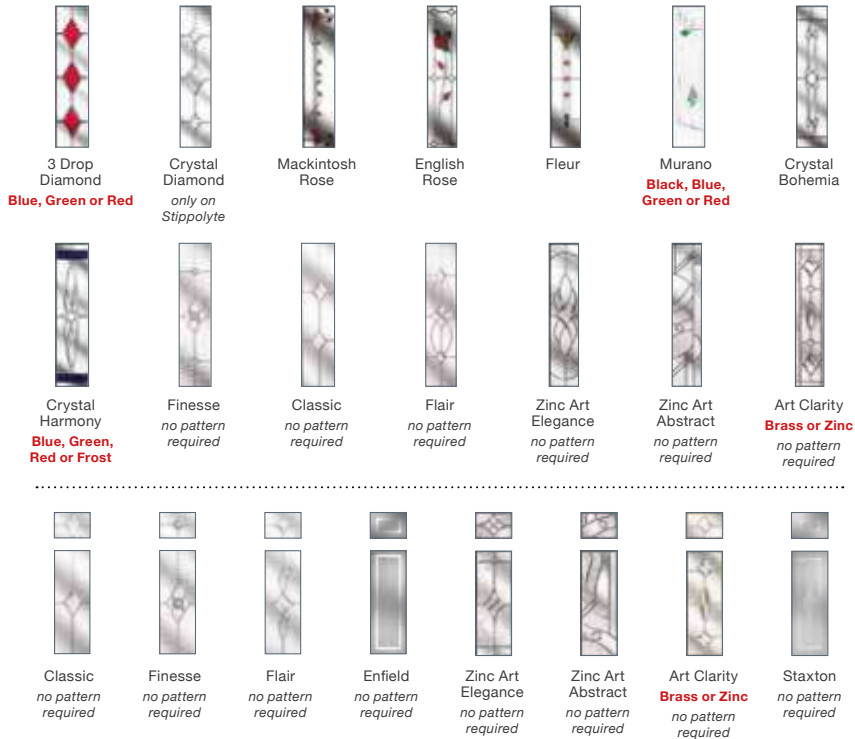 3 Drop
Diamond
Blue, Green or Red
Crystal
Diamond
only on
Stippolyte
Mackintosh
Rose
English
Rose
Fleur
Murano
Black, Blue,
Green or Red
Crystal
Bohemia
Crystal
Harmony
Blue, Green,
Red or Frost
Finesse
no pattern
required
Classic
no pattern
required
Flair
no pattern
required
Zinc Art
Elegance
no pattern
required
Zinc Art
Abstract
no pattern
required
Art Clarity
Brass or Zinc
no pattern
required
Classic
no pattern
required
Finesse
no pattern
required
Flair
no pattern
required
Enfield
no pattern
required
Zinc Art
Elegance
no pattern
required
Zinc Art
Abstract
no pattern
required
Art Clarity
Brass or Zinc
no pattern
required
Staxton
no pattern
required